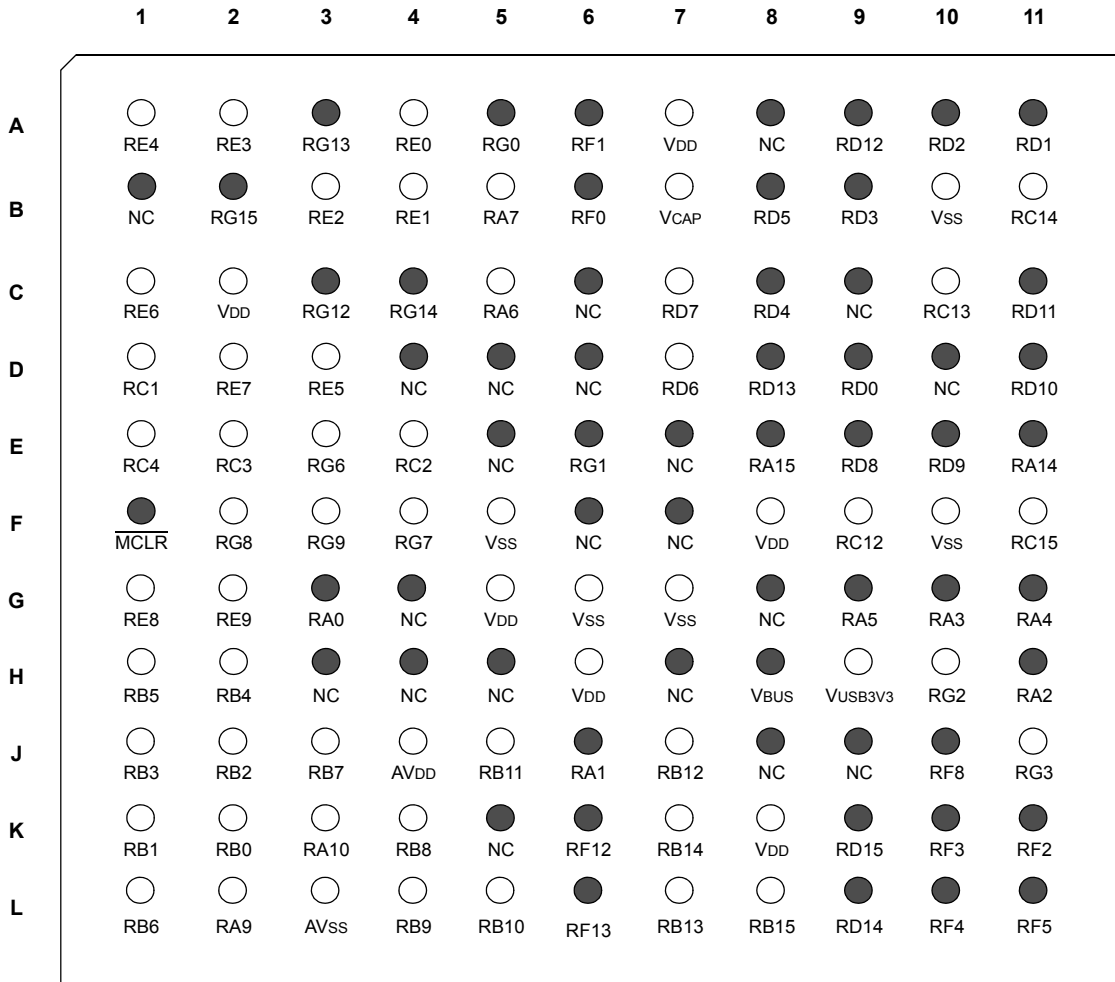 1 2 3 4 5 6 7 8 9 10 11
A
RE4 RE3 RG13 RE0 RG0 RF1 VDD NC RD12 RD2 RD1
B
NC RG15 RE2 RE1 RA7 RF0 VCAP RD5 RD3 VSS RC14
C
RE6 VDD RG12 RG14 RA6 NC RD7 RD4 NC RC13 RD11
D
RC1 RE7 RE5 NC NC NC RD6 RD13 RD0 NC RD10
E
RC4 RC3 RG6 RC2 NC RG1 NC RA15 RD8 RD9 RA14
F
MCLR RG8 RG9 RG7 VSS NC NC VDD RC12 VSS RC15
G
RE8 RE9 RA0 NC VDD VSS VSS NC RA5 RA3 RA4
H
RB5 RB4 NC NC NC VDD NC VBUS VUSB3V3 RG2 RA2
J
RB3 RB2 RB7 AVDD RB11 RA1 RB12 NC NC RF8 RG3
K
RB1 RB0 RA10 RB8 NC RF12 RB14 VDD RD15 RF3 RF2
L
RB6 RA9 AVSS RB9 RB10 RF13 RB13 RB15 RD14 RF4 RF5